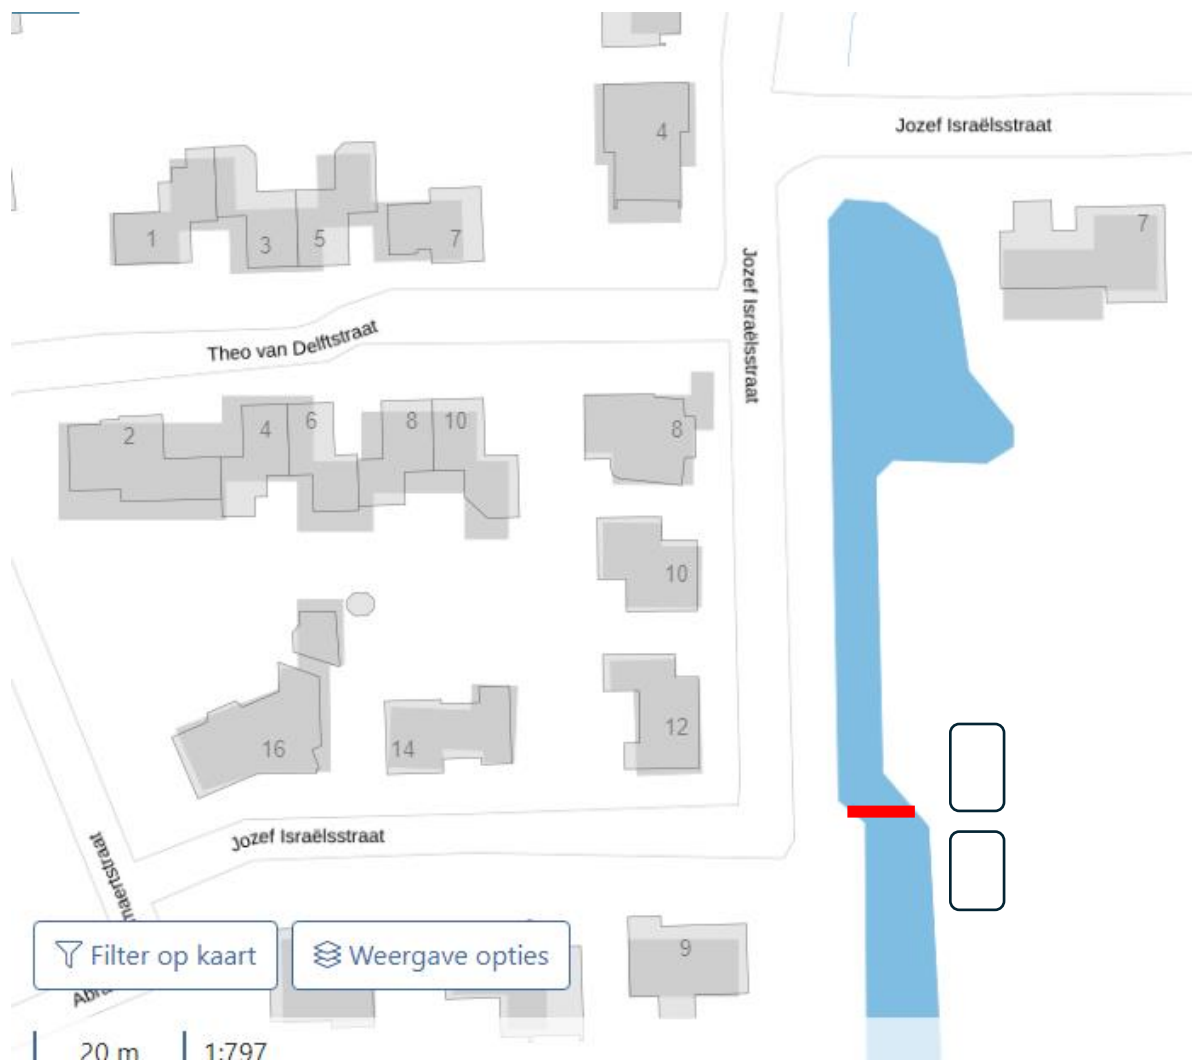 4
Jozef Israëlsstraat
1
3
5
7
7
Jozef Israëlsstraat
Theo van Delftstraat
2
4
6
8
10
8
10
16
14
12
Jozef Israëlsstraat
9
Filter op kaart
Weergave opties
20 m
1:797